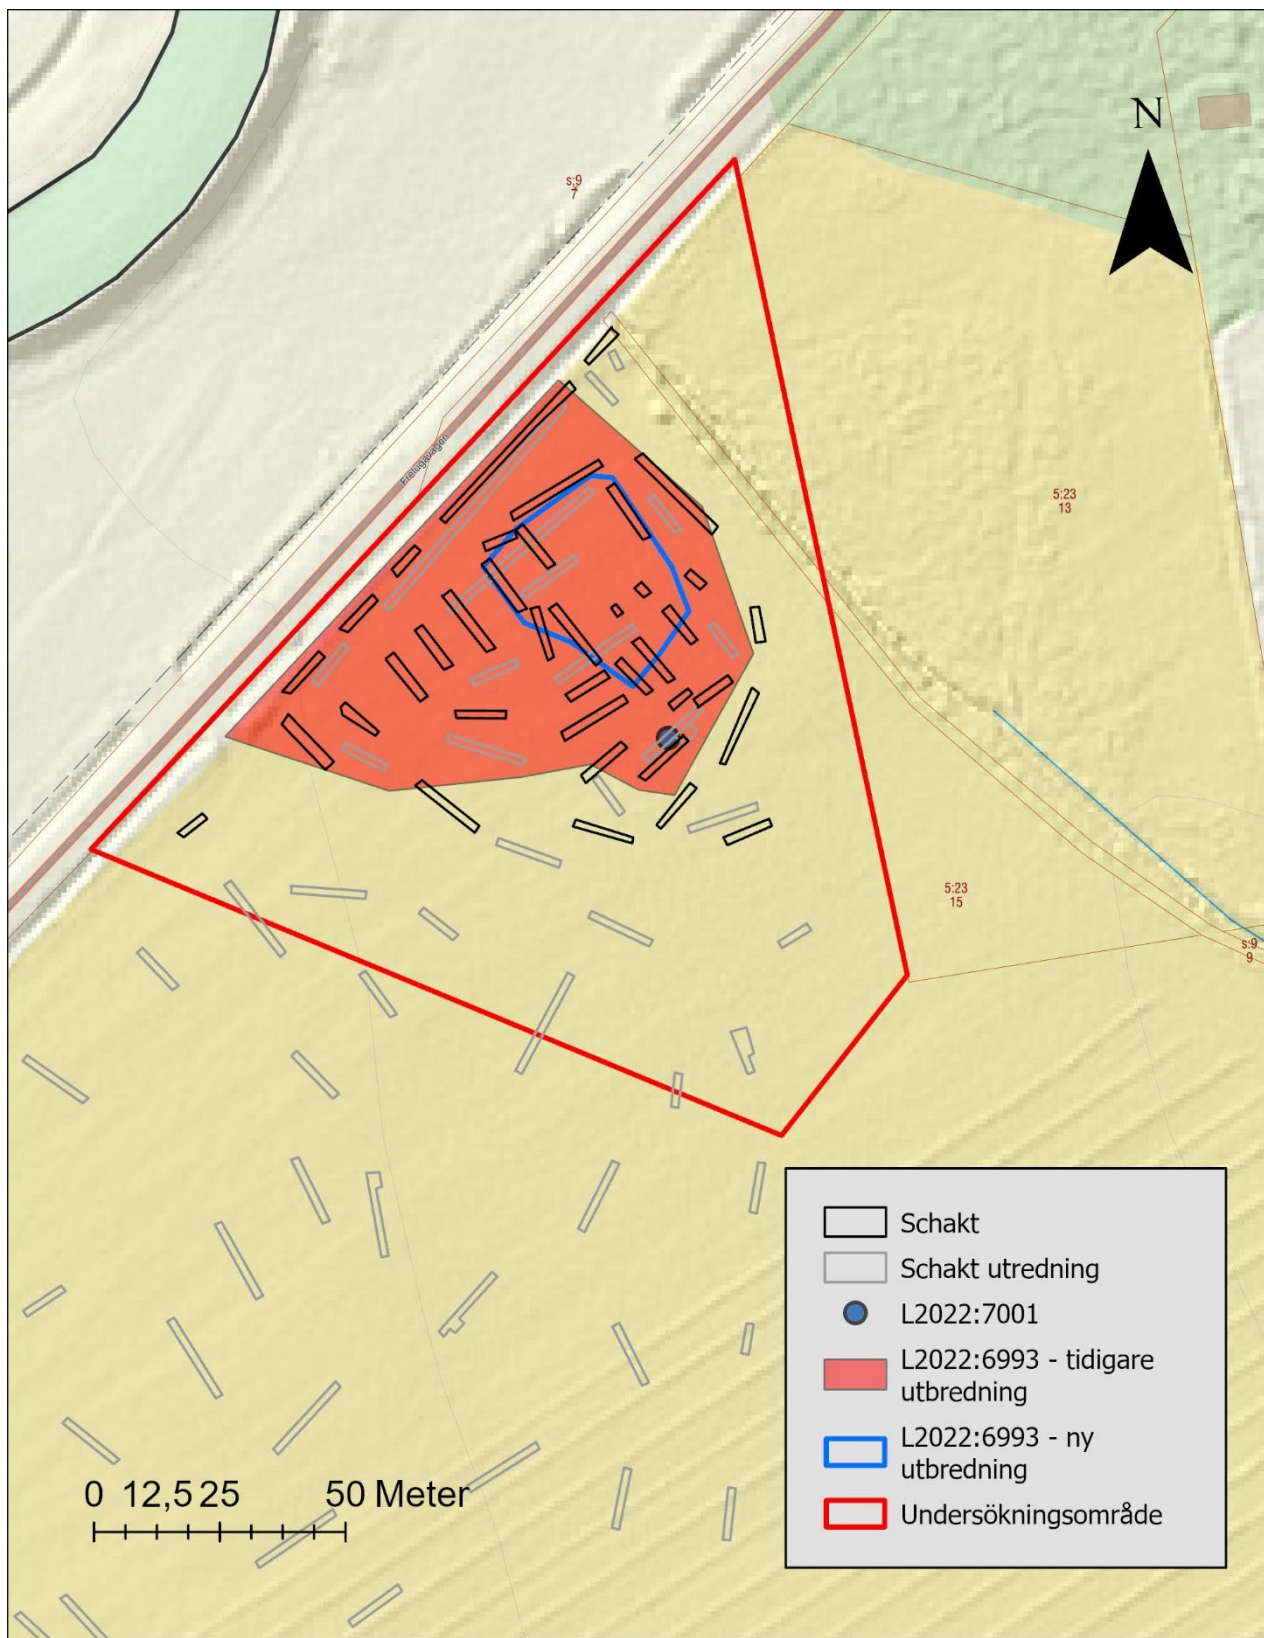 N
s:9
7
5:23
13
5:23
15
s:9
9
Schakt
Schakt utredning
L2022:7001
L2022:6993 - tidigare
utbredning
L2022:6993 - ny
utbredning
Undersökningsområde
0 12,5 25 50 Meter